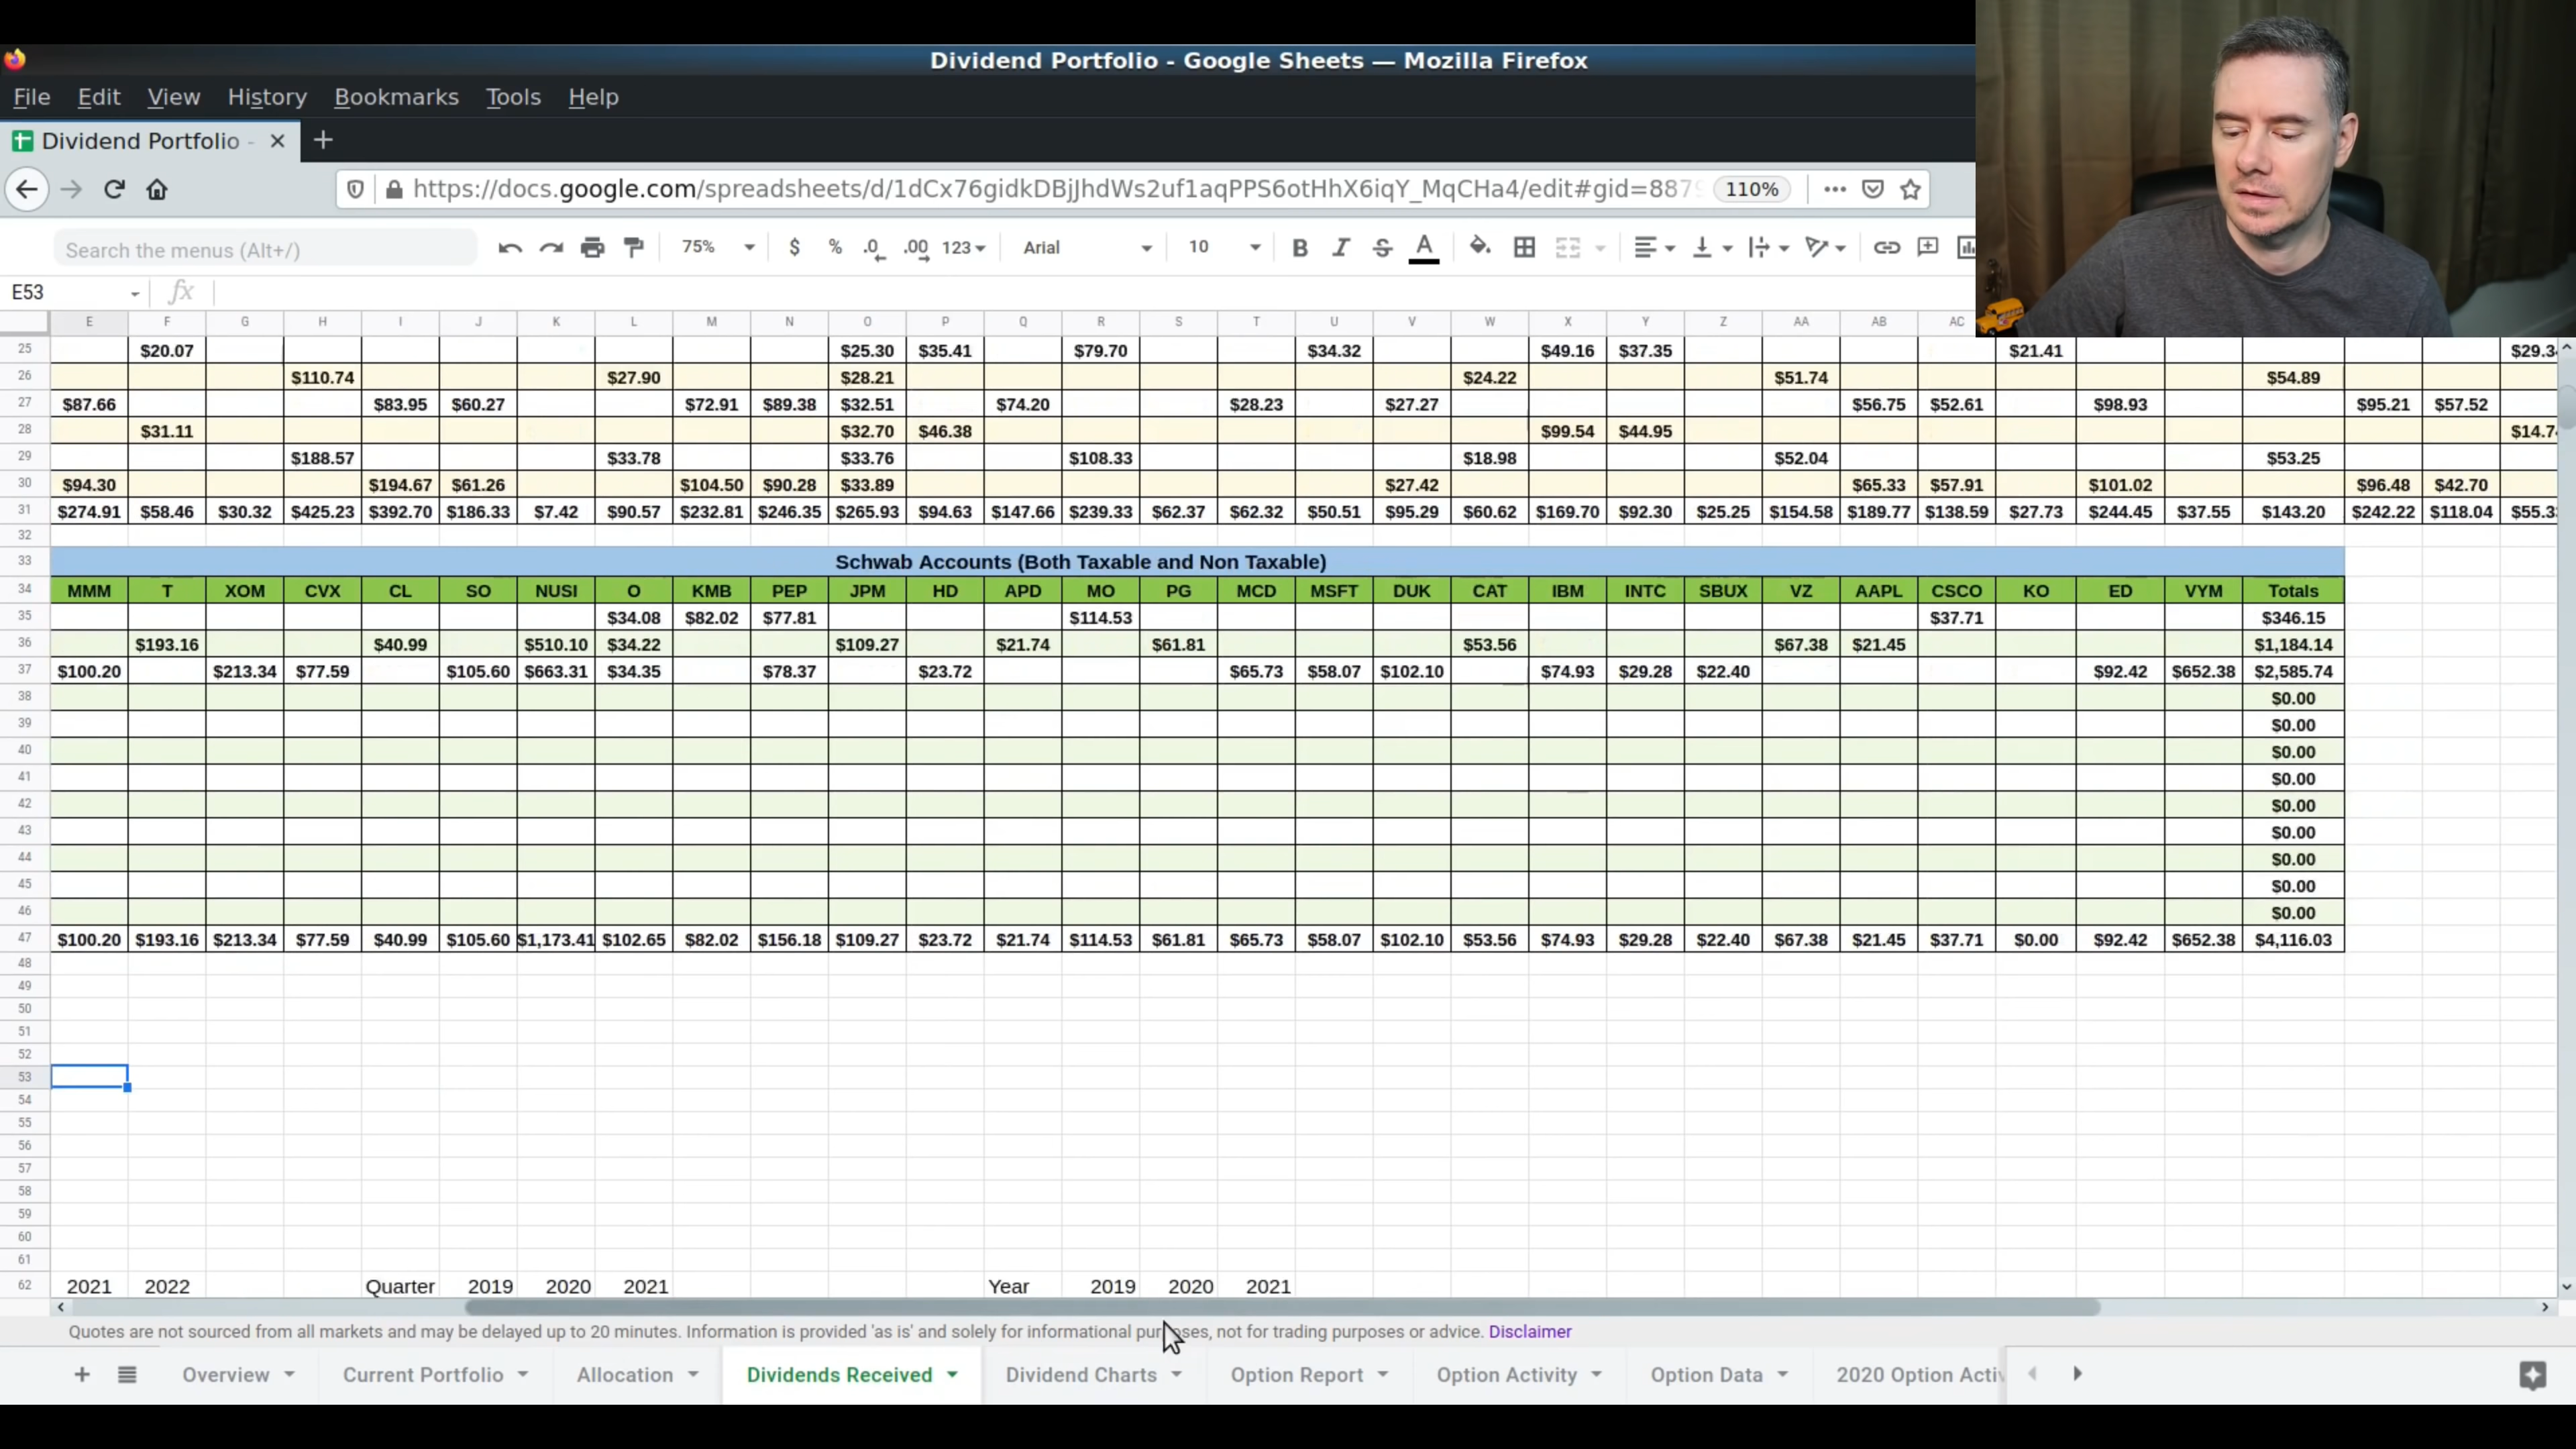 Dividend Portfolio - Google Sheets — Mozilla Firefox
File Edit View History Bookmarks Tools Help
Dividend Portfolio -
https://docs.google.com/spreadsheets/d/1dCx76gidkDBjJhdWs2uf1aqPPS6otHhX6iqY_MqCHa4/edit#gid=887 110%
Search the menus (Alt+/) 75% $ % .0 .00 123 Arial 10 B I S A
E53 fx
E F G H I J K L M N O P Q R S T U V W X Y Z AA AB AC
25 $20.07 $25.30 $35.41 $79.70 $34.32 $49.16 $37.35 $21.41 $29.3
26 $110.74 $27.90 $28.21 $24.22 $51.74 $54.89
27 $87.66 $83.95 $60.27 $72.91 $89.38 $32.51 $74.20 $28.23 $27.27 $56.75 $52.61 $98.93 $95.21 $57.52
28 $31.11 $32.70 $46.38 $99.54 $44.95 $14.7
29 $188.57 $33.78 $33.76 $108.33 $18.98 $52.04 $53.25
30 $94.30 $194.67 $61.26 $104.50 $90.28 $33.89 $27.42 $65.33 $57.91 $101.02 $96.48 $42.70
31 $274.91 $58.46 $30.32 $425.23 $392.70 $186.33 $7.42 $90.57 $232.81 $246.35 $265.93 $94.63 $147.66 $239.33 $62.37 $62.32 $50.51 $95.29 $60.62 $169.70 $92.30 $25.25 $154.58 $189.77 $138.59 $27.73 $244.45 $37.55 $143.20 $242.22 $118.04 $55.3
32
33 Schwab Accounts (Both Taxable and Non Taxable)
34 MMM T XOM CVX CL SO NUSI O KMB PEP JPM HD APD MO PG MCD MSFT DUK CAT IBM INTC SBUX VZ AAPL CSCO KO ED VYM Totals
35 $34.08 $82.02 $77.81 $114.53 $37.71 $346.15
36 $193.16 $40.99 $510.10 $34.22 $109.27 $21.74 $61.81 $53.56 $67.38 $21.45 $1,184.14
37 $100.20 $213.34 $77.59 $105.60 $663.31 $34.35 $78.37 $23.72 $65.73 $58.07 $102.10 $74.93 $29.28 $22.40 $92.42 $652.38 $2,585.74
38 $0.00
39 $0.00
40 $0.00
41 $0.00
42 $0.00
43 $0.00
44 $0.00
45 $0.00
46 $0.00
47 $100.20 $193.16 $213.34 $77.59 $40.99 $105.60 $1,173.41 $102.65 $82.02 $156.18 $109.27 $23.72 $21.74 $114.53 $61.81 $65.73 $58.07 $102.10 $53.56 $74.93 $29.28 $22.40 $67.38 $21.45 $37.71 $0.00 $92.42 $652.38 $4,116.03
48
49
50
51
52
53
54
55
56
57
58
59
60
61
62 2021 2022 Quarter 2019 2020 2021 Year 2019 2020 2021
Quotes are not sourced from all markets and may be delayed up to 20 minutes. Information is provided 'as is' and solely for informational purposes, not for trading purposes or advice. Disclaimer
+ Overview Current Portfolio Allocation Dividends Received Dividend Charts Option Report Option Activity Option Data 2020 Option Activ